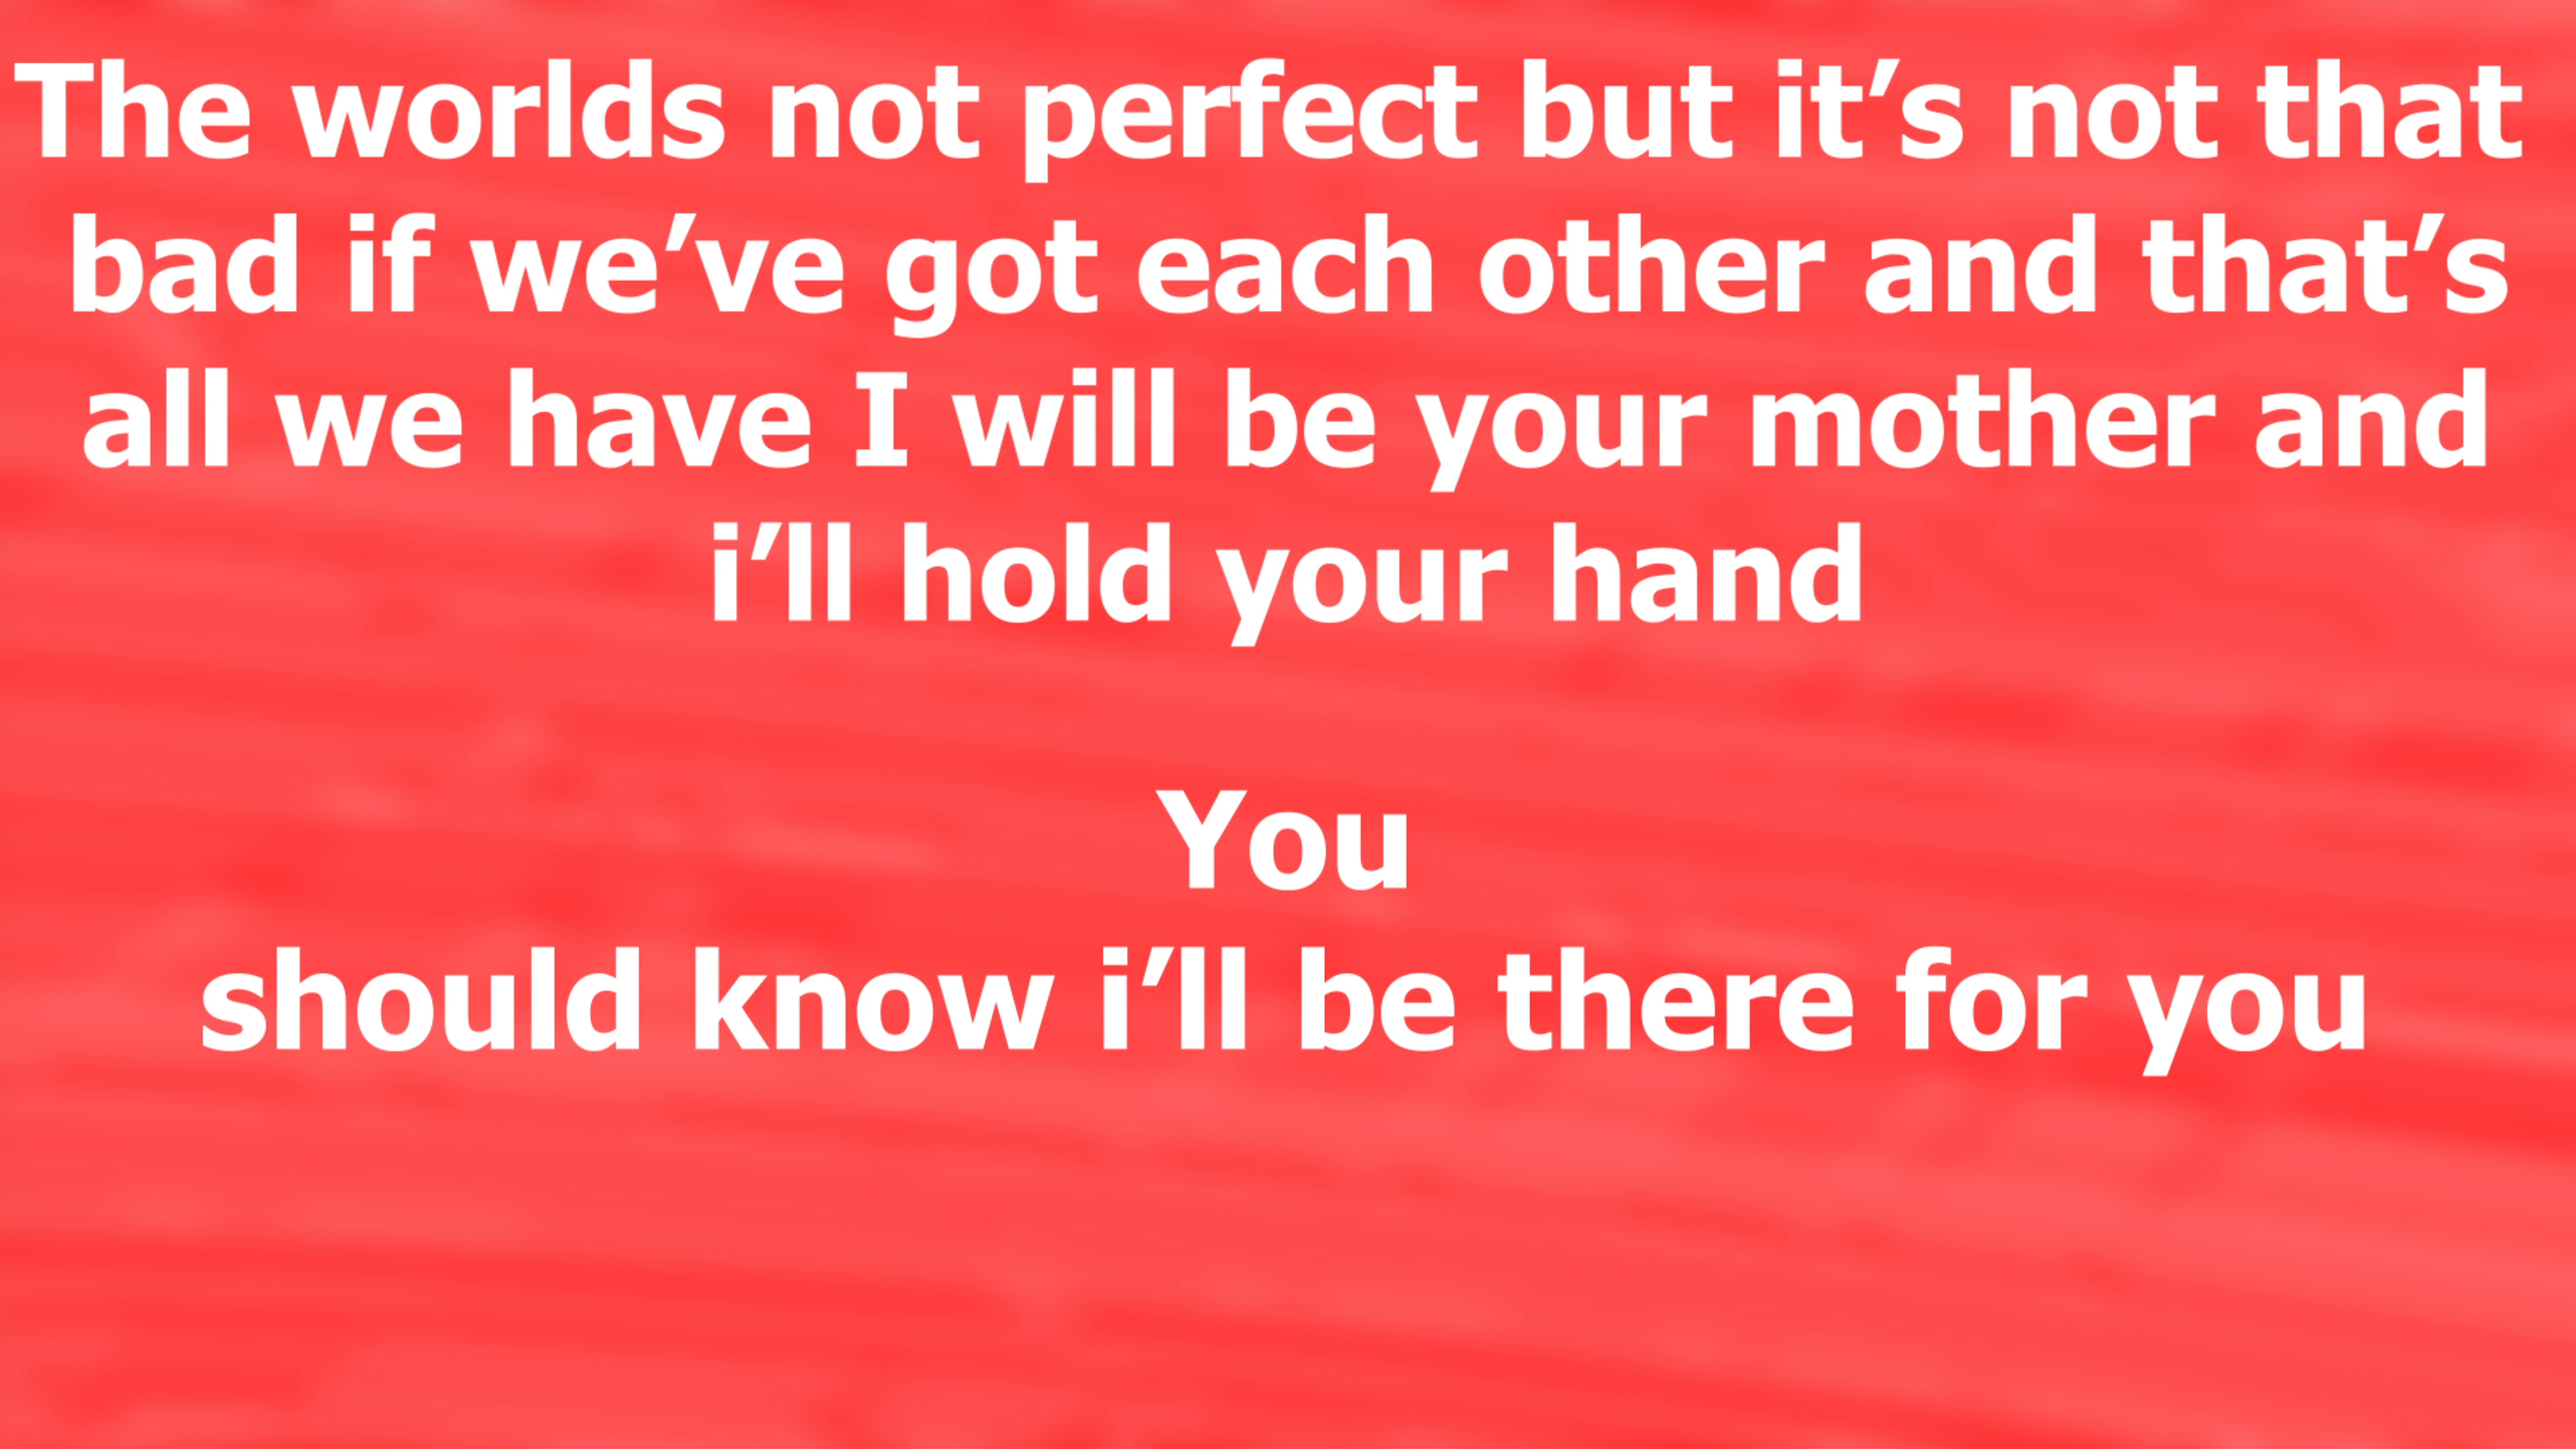 The worlds not perfect but it’s not that
bad if we’ve got each other and that’s
all we have I will be your mother and
i’ll hold your hand
You
should know i’ll be there for you